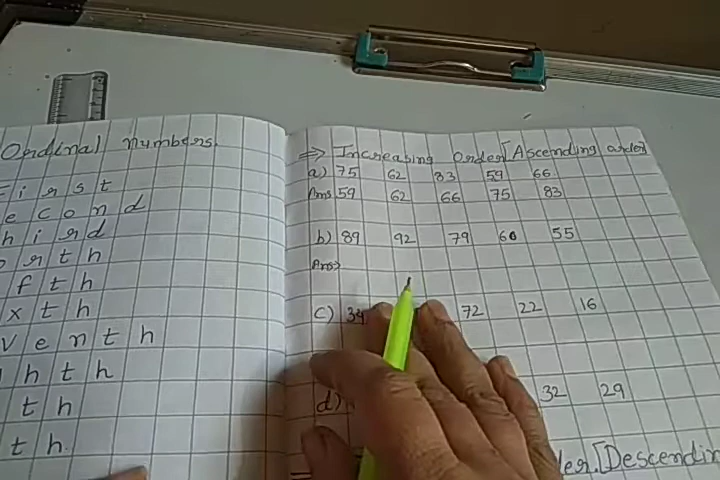 Ordinal numbers.
First
econd
hird
fth
xth
venth
hth
th
th.
⇒ Increasing Order [Ascending order
a) 75 62 83 59 66
Ans 59 62 66 75 83
b) 89 92 79 60 55
Ans>
c) 34 72 22 16
d) 32 29
der. [Descendin